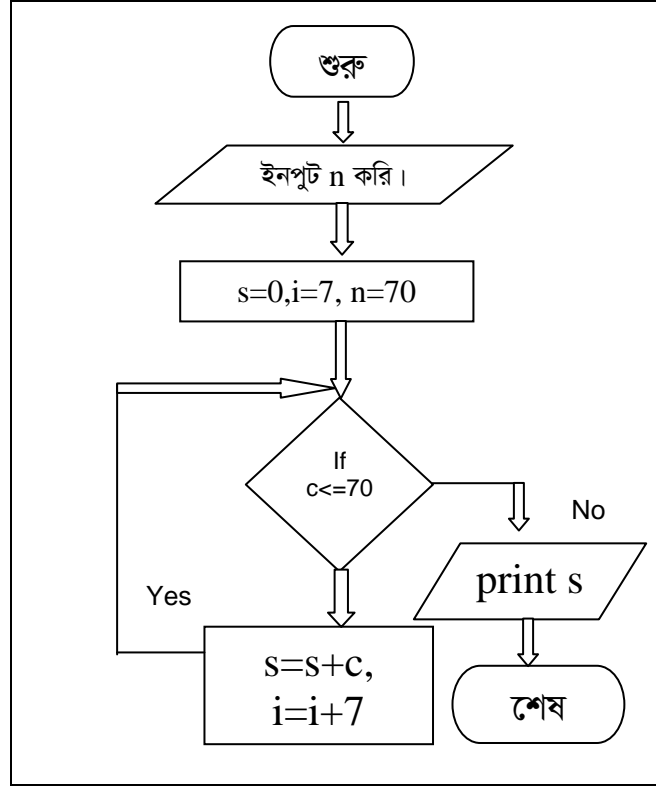 শুরু
ইনপুট n করি।
s=0,i=7, n=70
If
c<=70
No
print s
Yes
s=s+c,
i=i+7
শেষ